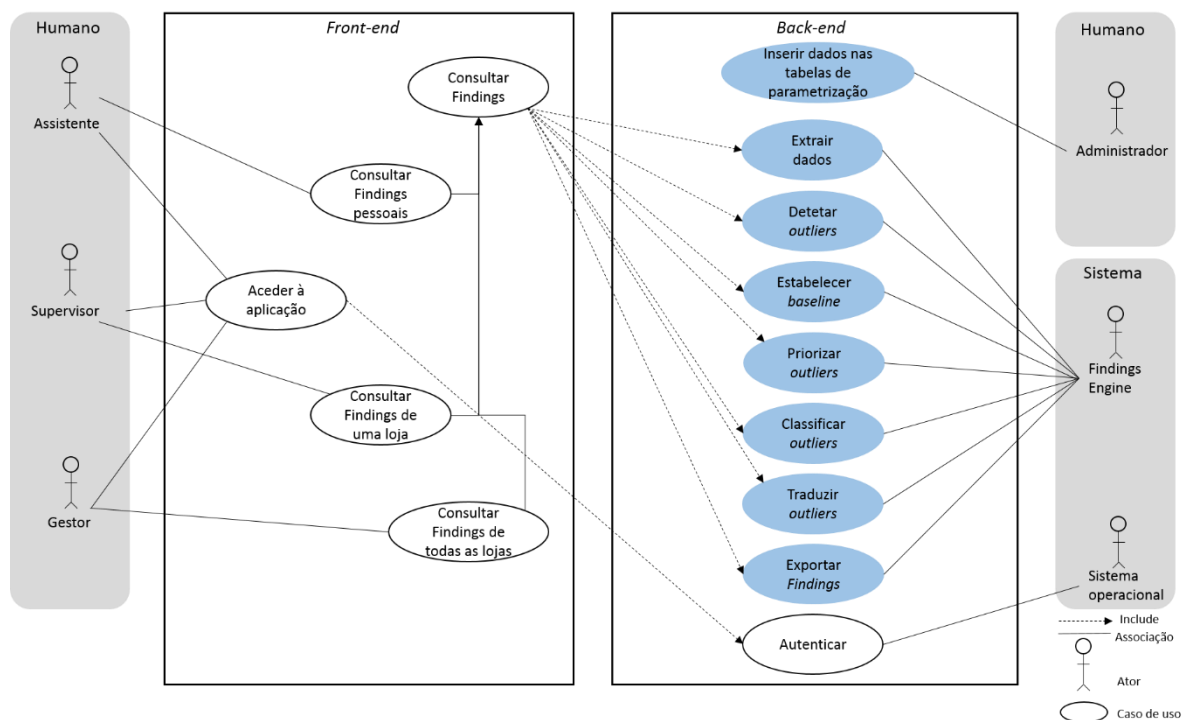 Humano
Assistente
Supervisor
Gestor
Front-end
Consultar
Findings
Consultar
Findings
pessoais
Aceder à
aplicação
Consultar
Findings de
uma loja
Consultar
Findings de
todas as lojas
Back-end
Inserir dados nas
tabelas de
parametrização
Extrair
dados
Detetar
outliers
Estabelecer
baseline
Priorizar
outliers
Classificar
outliers
Traduzir
outliers
Exportar
Findings
Autenticar
Humano
Administrador
Sistema
Findings
Engine
Sistema
operacional
Include
Associação
Ator
Caso de uso